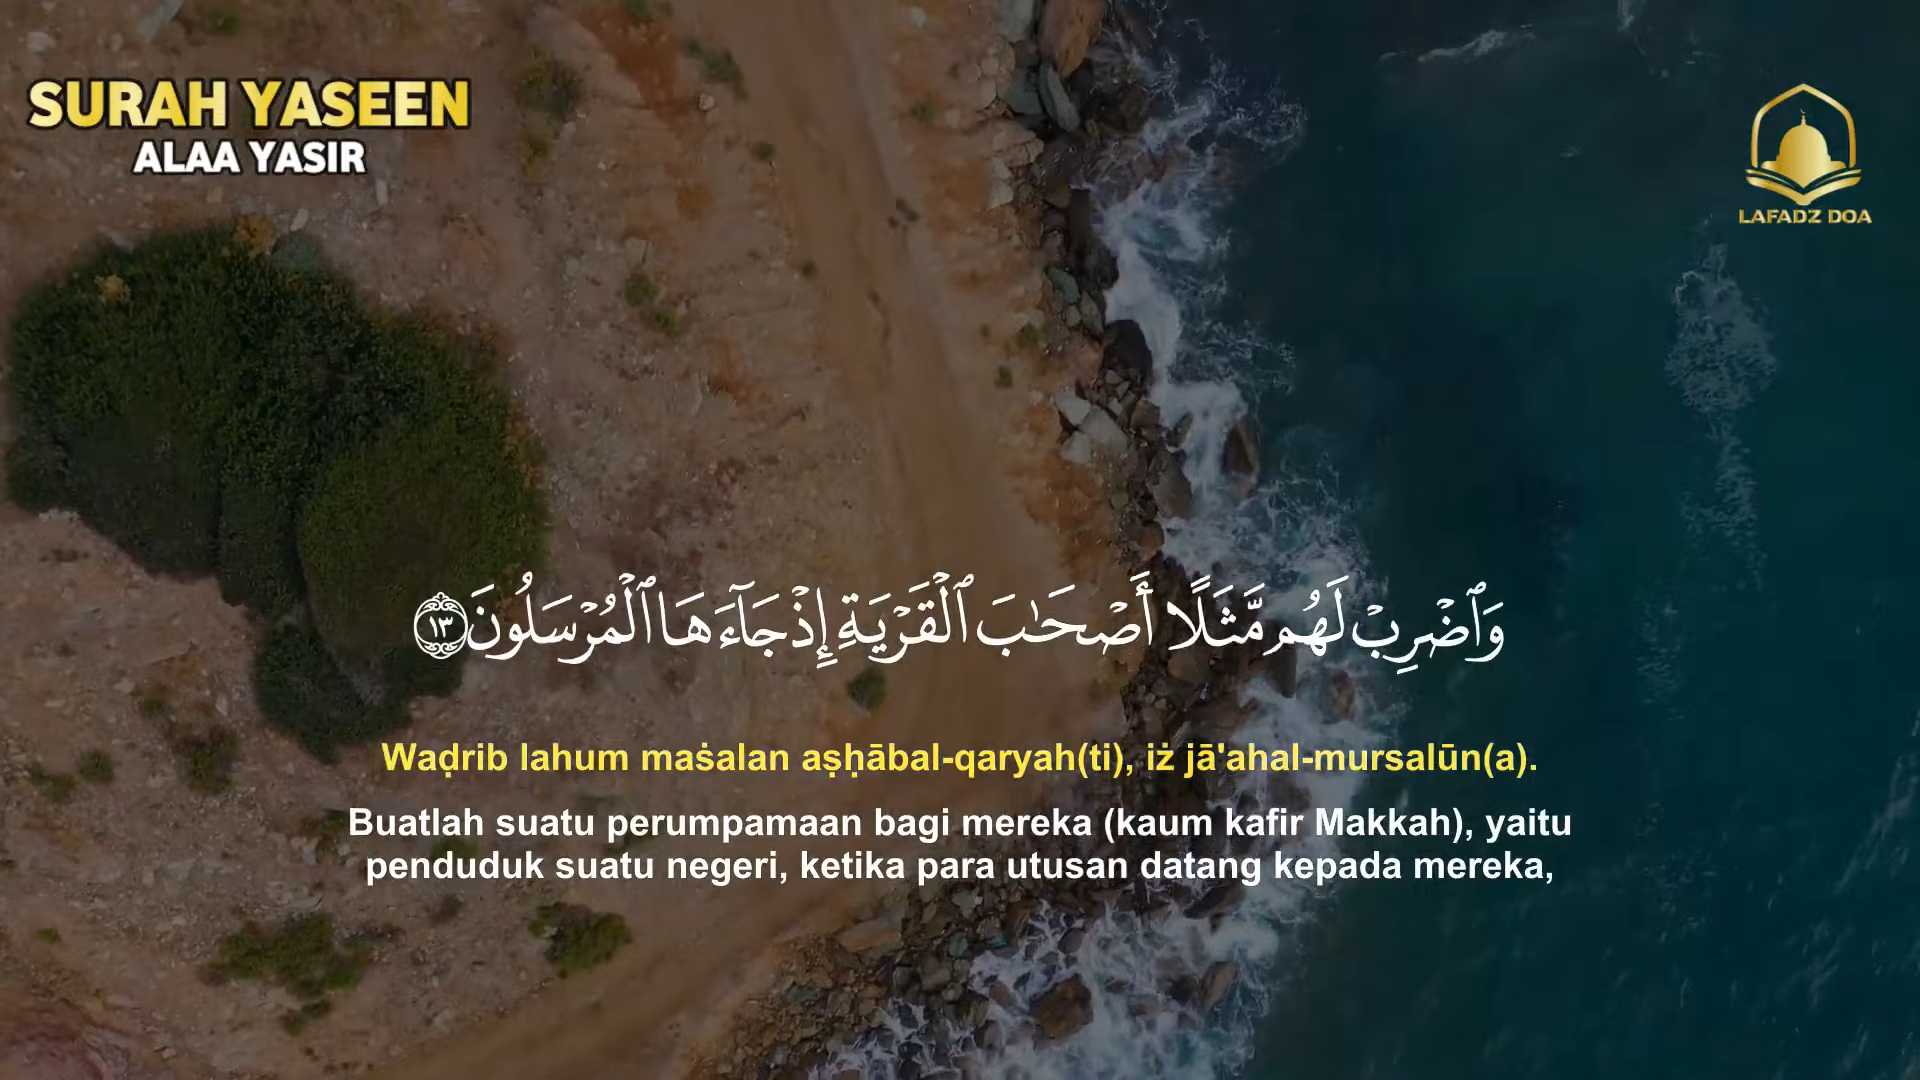 SURAH YASEEN
ALAA YASIR
LAFADZ DOA
وَٱضْرِبْ لَهُم مَّثَلًا أَصْحَـٰبَ ٱلْقَرْيَةِ إِذْ جَآءَهَا ٱلْمُرْسَلُونَ ١٣
Waḍrib lahum maṡalan aṣḥābal-qaryah(ti), iż jā'ahal-mursalūn(a).
Buatlah suatu perumpamaan bagi mereka (kaum kafir Makkah), yaitu
penduduk suatu negeri, ketika para utusan datang kepada mereka,